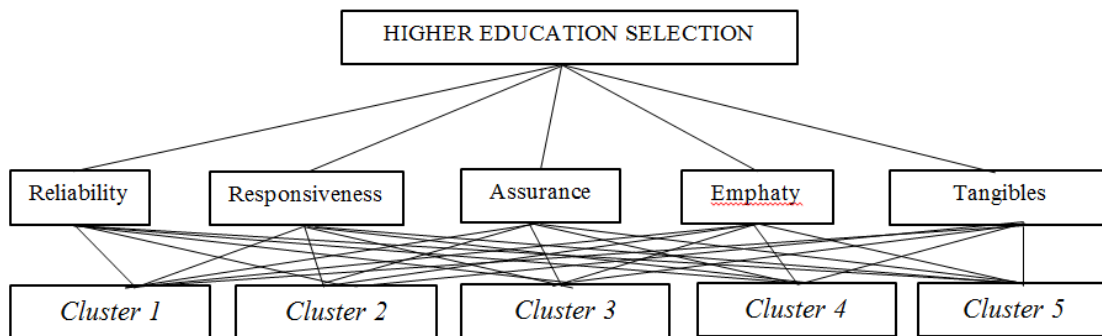 HIGHER EDUCATION SELECTION
Reliability
Responsiveness
Assurance
Emphaty
Tangibles
Cluster 1
Cluster 2
Cluster 3
Cluster 4
Cluster 5